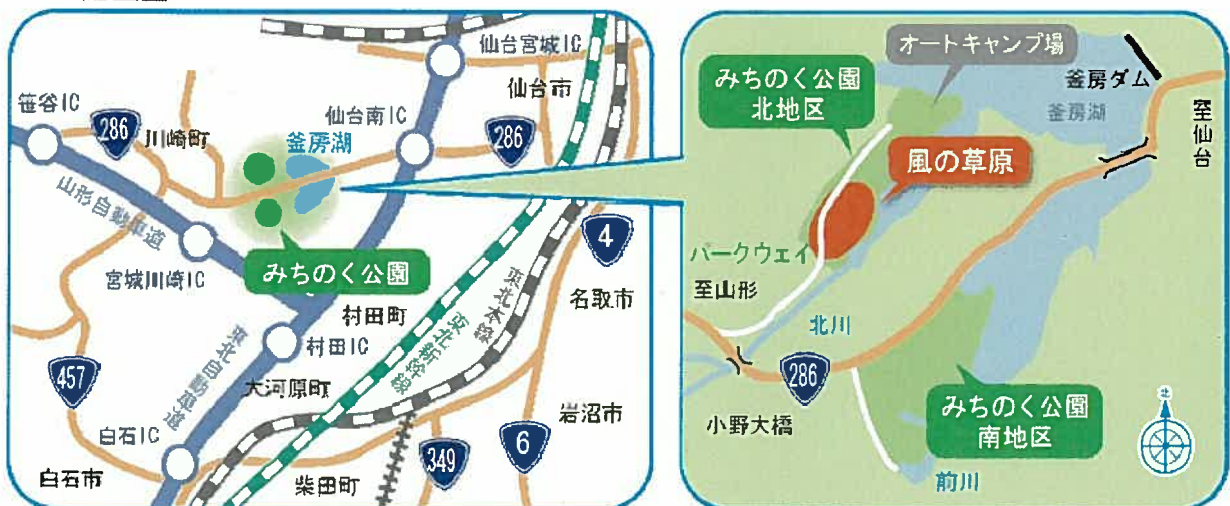 仙台宮城IC
仙台市
笹谷IC
286
川崎町
釜房湖
仙台南IC
286
山形自動車道
宮城川崎IC
みちのく公園
4
名取市
村田町
村田IC
東北新幹線
東北本線
457
東北自動車道
大河原町
岩沼市
白石IC
6
349
白石市
柴田町
オートキャンプ場
みちのく公園
北地区
釜房ダム
釜房湖
至仙台
風の草原
パークウェイ
至山形
北川
286
みちのく公園
南地区
小野大橋
前川
北